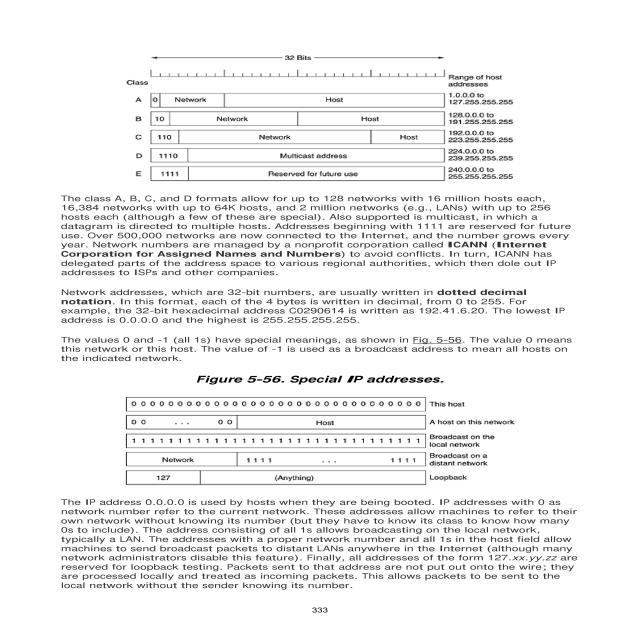 32 Bits
Class
Range of host
addresses
A 0 Network Host 1.0.0.0 to
127.255.255.255
B 10 Network Host 128.0.0.0 to
191.255.255.255
C 110 Network Host 192.0.0.0 to
223.255.255.255
D 1110 Multicast address 224.0.0.0 to
239.255.255.255
E 1111 Reserved for future use 240.0.0.0 to
255.255.255.255
The class A, B, C, and D formats allow for up to 128 networks with 16 million hosts each,
16,384 networks with up to 64K hosts, and 2 million networks (e.g., LANs) with up to 256
hosts each (although a few of these are special). Also supported is multicast, in which a
datagram is directed to multiple hosts. Addresses beginning with 1111 are reserved for future
use. Over 500,000 networks are now connected to the Internet, and the number grows every
year. Network numbers are managed by a nonprofit corporation called ICANN (Internet
Corporation for Assigned Names and Numbers) to avoid conflicts. In turn, ICANN has
delegated parts of the address space to various regional authorities, which then dole out IP
addresses to ISPs and other companies.
Network addresses, which are 32-bit numbers, are usually written in dotted decimal
notation. In this format, each of the 4 bytes is written in decimal, from 0 to 255. For
example, the 32-bit hexadecimal address C0290614 is written as 192.41.6.20. The lowest IP
address is 0.0.0.0 and the highest is 255.255.255.255.
The values 0 and -1 (all 1s) have special meanings, as shown in Fig. 5-56. The value 0 means
this network or this host. The value of -1 is used as a broadcast address to mean all hosts on
the indicated network.
Figure 5-56. Special IP addresses.
0 0 0 0 0 0 0 0 0 0 0 0 0 0 0 0 0 0 0 0 0 0 0 0 0 0 0 0 0 0 0 0 This host
0 0 ... 0 0 Host A host on this network
1 1 1 1 1 1 1 1 1 1 1 1 1 1 1 1 1 1 1 1 1 1 1 1 1 1 1 1 1 1 1 1 Broadcast on the
local network
Network 1 1 1 1 ... 1 1 1 1 Broadcast on a
distant network
127 (Anything) Loopback
The IP address 0.0.0.0 is used by hosts when they are being booted. IP addresses with 0 as
network number refer to the current network. These addresses allow machines to refer to their
own network without knowing its number (but they have to know its class to know how many
0s to include). The address consisting of all 1s allows broadcasting on the local network,
typically a LAN. The addresses with a proper network number and all 1s in the host field allow
machines to send broadcast packets to distant LANs anywhere in the Internet (although many
network administrators disable this feature). Finally, all addresses of the form 127.xx.yy.zz are
reserved for loopback testing. Packets sent to that address are not put out onto the wire; they
are processed locally and treated as incoming packets. This allows packets to be sent to the
local network without the sender knowing its number.
333